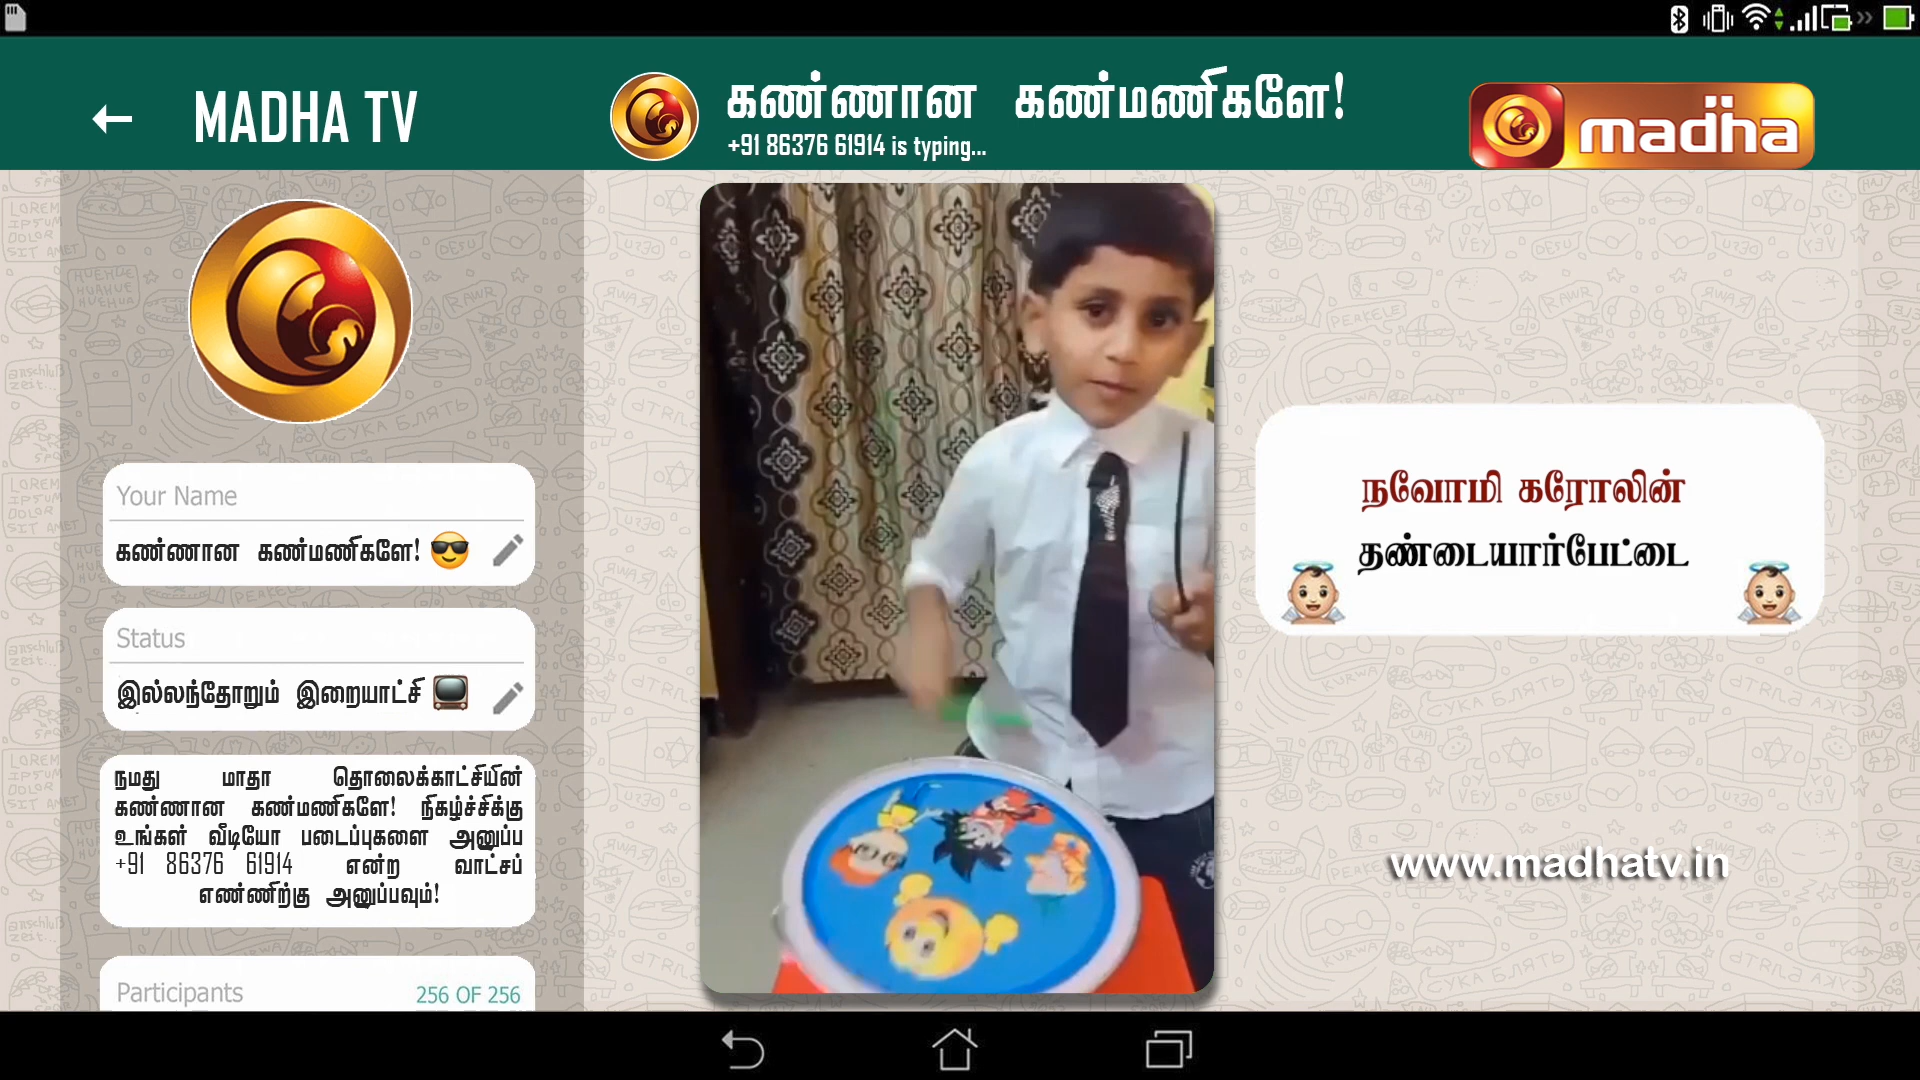 MADHA TV
கண்ணான கண்மணிகளே!
+91 86376 61914 is typing...
madha
Your Name
கண்ணான கண்மணிகளே!
Status
இல்லந்தோறும் இறையாட்சி
நமது மாதா தொலைக்காட்சியின்
கண்ணான கண்மணிகளே! நிகழ்ச்சிக்கு
உங்கள் வீடியோ படைப்புகளை அனுப்ப
+91 86376 61914 என்ற வாட்சப்
எண்ணிற்கு அனுப்பவும்!
Participants 256 OF 256
நவோமி கரோலின்
தண்டையார்பேட்டை
www.madhatv.in